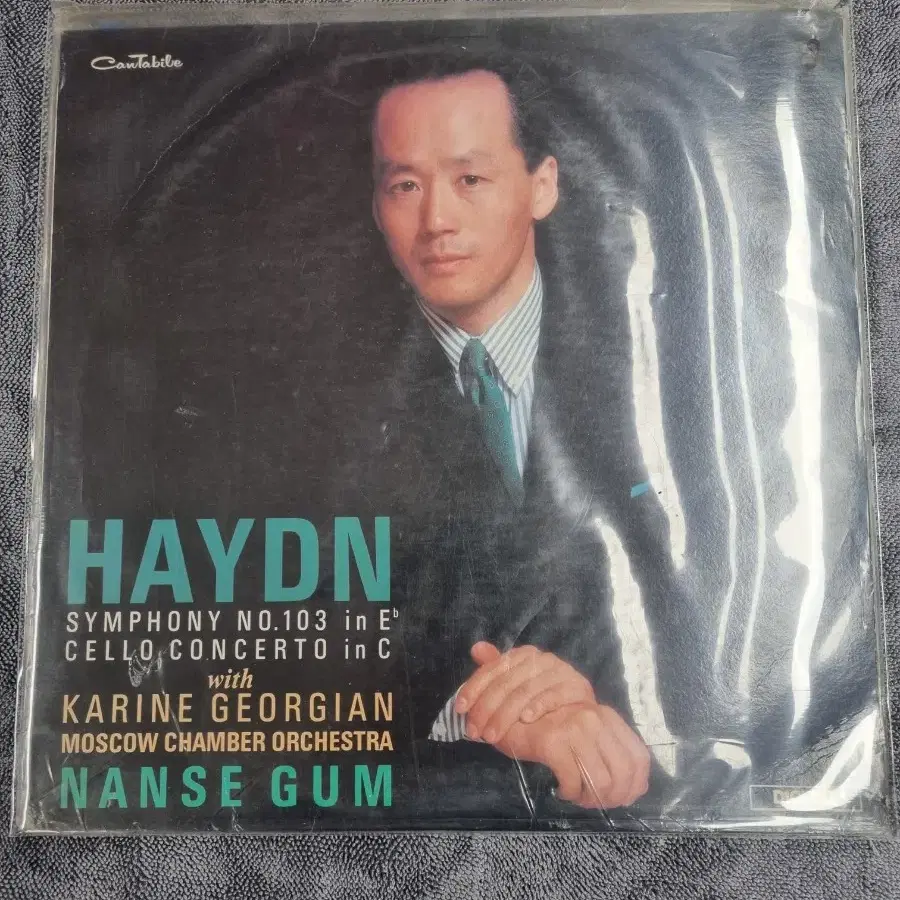 CanTabile
HAYDN
SYMPHONY NO.103 in E♭
CELLO CONCERTO in C
with
KARINE GEORGIAN
MOSCOW CHAMBER ORCHESTRA
NANSE GUM